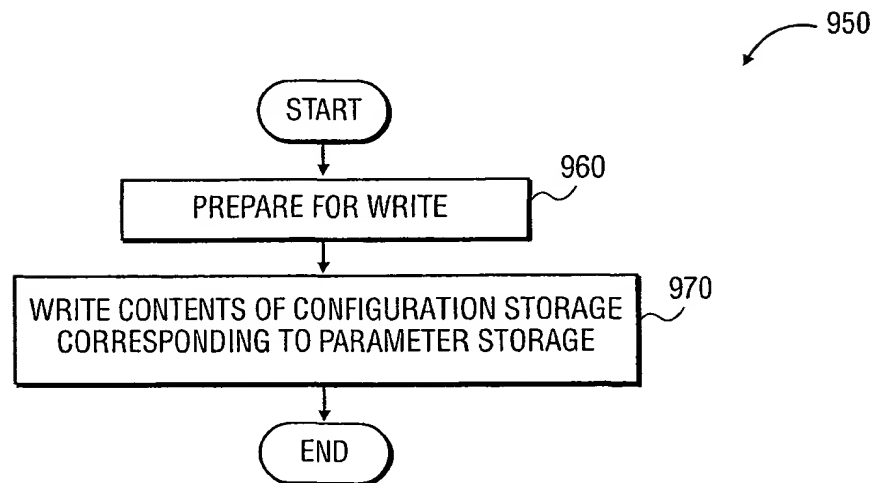 950
START
960
PREPARE FOR WRITE
970
WRITE CONTENTS OF CONFIGURATION STORAGE
CORRESPONDING TO PARAMETER STORAGE
END